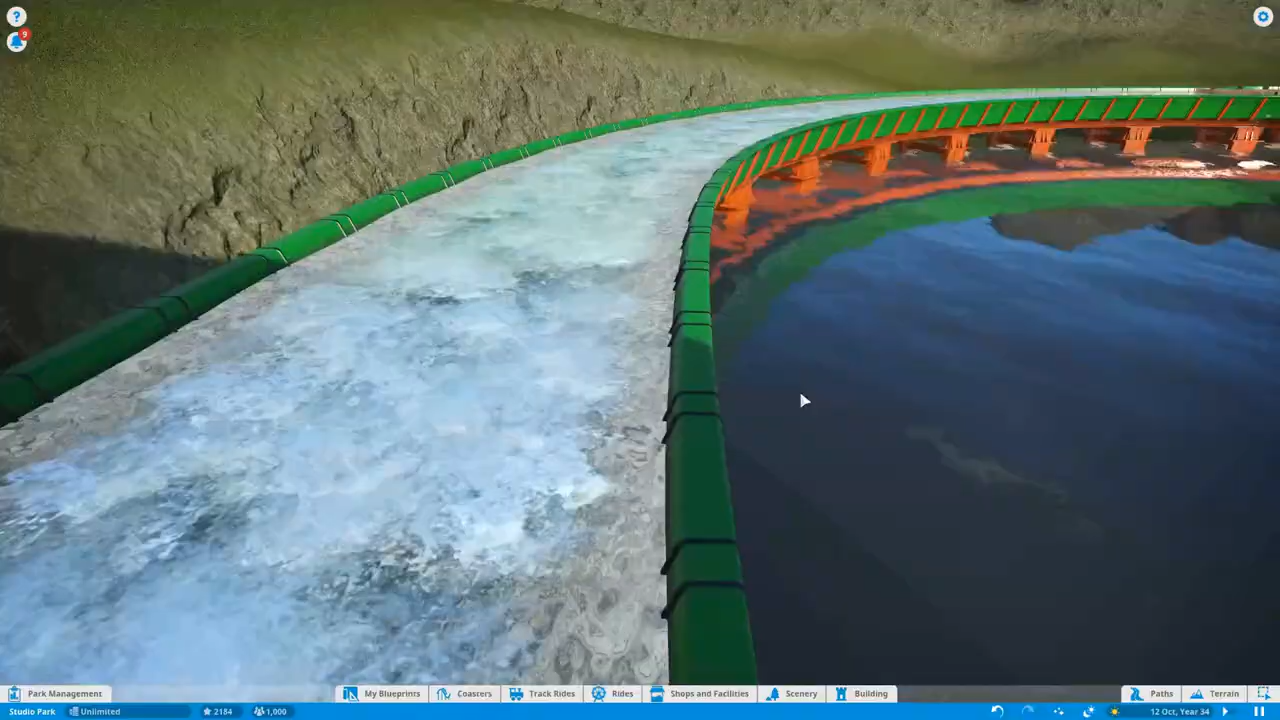 ?
9
Park Management
My Blueprints Coasters Track Rides Rides Shops and Facilities Scenery Building
Paths Terrain
Studio Park Unlimited 2184 1,000 12 Oct, Year 34